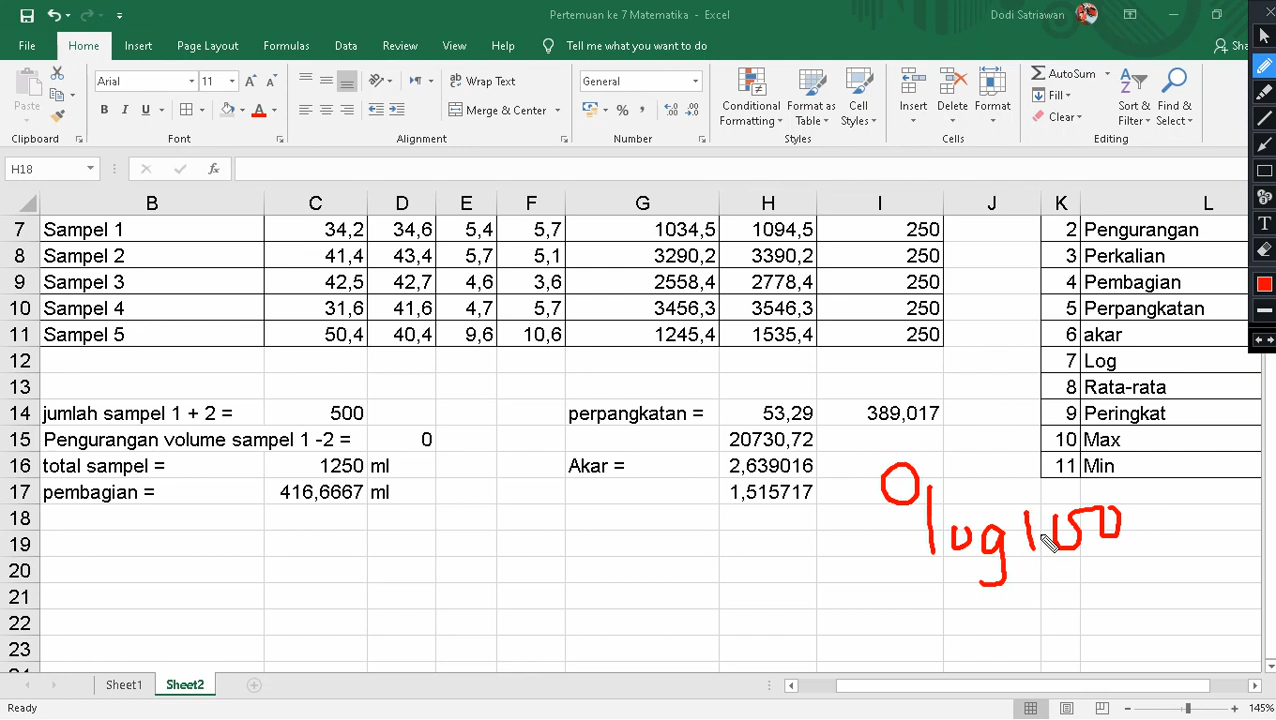 Pertemuan ke 7 Matematika - Excel
Dodi Satriawan
File Home Insert Page Layout Formulas Data Review View Help Tell me what you want to do
Paste
Clipboard
Arial 11
B I U
Font
Wrap Text
Merge & Center
Alignment
General
Number
Conditional Formatting
Format as Table
Cell Styles
Styles
Insert Delete Format
Cells
AutoSum
Fill
Clear
Sort & Filter
Find & Select
Editing
H18 fx
B C D E F G H I J K L
7 Sampel 1 34,2 34,6 5,4 5,7 1034,5 1094,5 250 2 Pengurangan
8 Sampel 2 41,4 43,4 5,7 5,1 3290,2 3390,2 250 3 Perkalian
9 Sampel 3 42,5 42,7 4,6 3,6 2558,4 2778,4 250 4 Pembagian
10 Sampel 4 31,6 41,6 4,7 5,7 3456,3 3546,3 250 5 Perpangkatan
11 Sampel 5 50,4 40,4 9,6 10,6 1245,4 1535,4 250 6 akar
12 7 Log
13 8 Rata-rata
14 jumlah sampel 1 + 2 = 500 perpangkatan = 53,29 389,017 9 Peringkat
15 Pengurangan volume sampel 1 -2 = 0 20730,72 10 Max
16 total sampel = 1250 ml Akar = 2,639016 11 Min
17 pembagian = 416,6667 ml 1,515717
18
log 100
19
20
21
22
23
Sheet1 Sheet2
Ready 145%